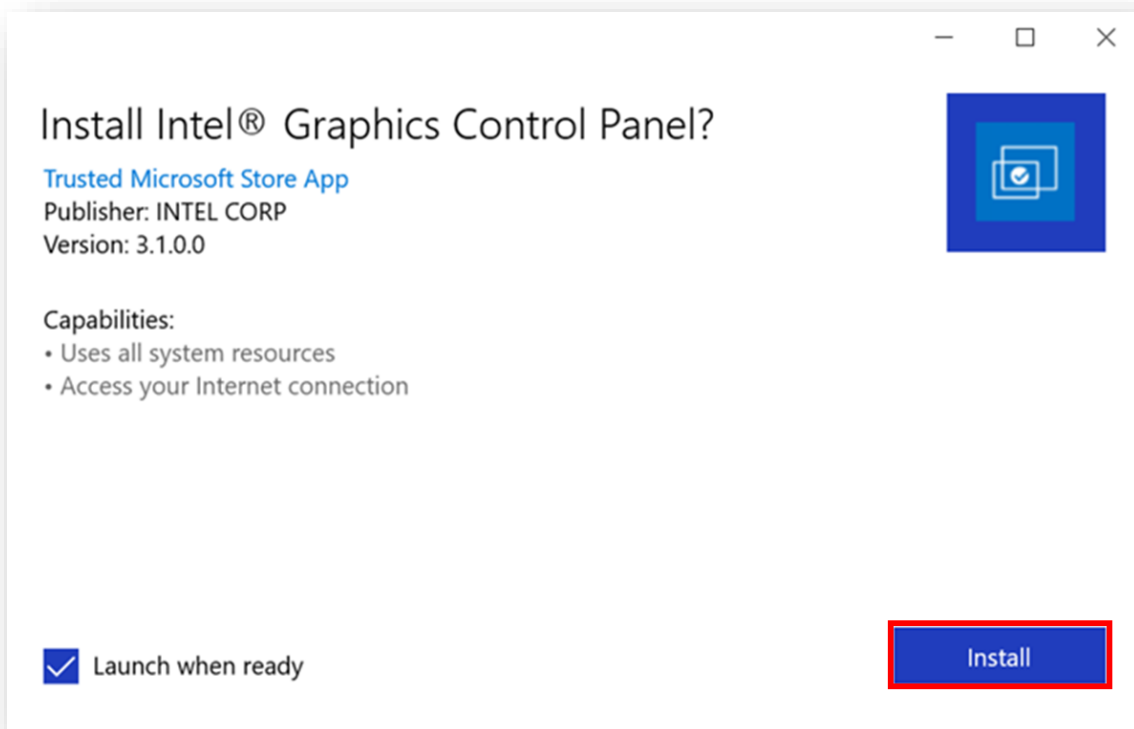 Install Intel® Graphics Control Panel?
Trusted Microsoft Store App
Publisher: INTEL CORP
Version: 3.1.0.0
Capabilities:
• Uses all system resources
• Access your Internet connection
Launch when ready
Install